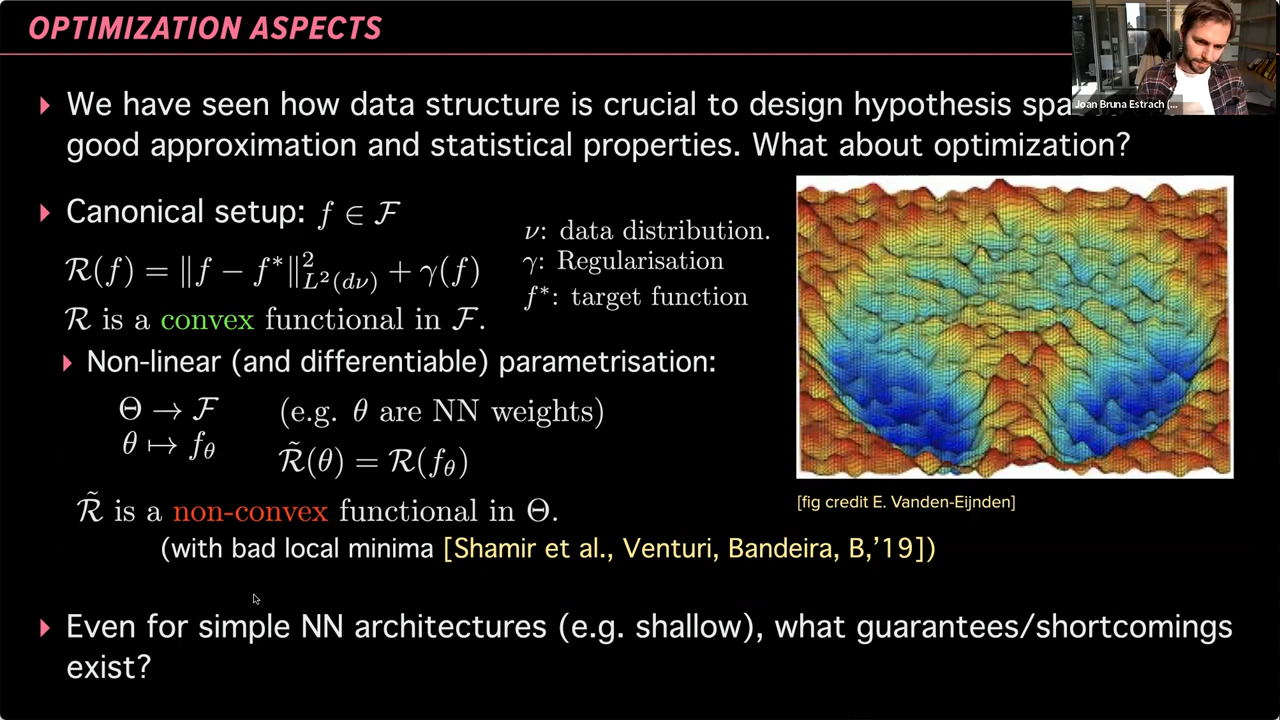 OPTIMIZATION ASPECTS
Joan Bruna Estrach (...
We have seen how data structure is crucial to design hypothesis spa
good approximation and statistical properties. What about optimization?
Canonical setup: f ∈ ℱ
ℛ(f) = ‖f − f*‖²_{L²(dν)} + γ(f)
ν: data distribution.
γ: Regularisation
f*: target function
ℛ is a convex functional in ℱ.
Non-linear (and differentiable) parametrisation:
Θ → ℱ (e.g. θ are NN weights)
θ ↦ f_θ
ℛ̃(θ) = ℛ(f_θ)
ℛ̃ is a non-convex functional in Θ.
[fig credit E. Vanden-Eijnden]
(with bad local minima [Shamir et al., Venturi, Bandeira, B,'19])
Even for simple NN architectures (e.g. shallow), what guarantees/shortcomings
exist?